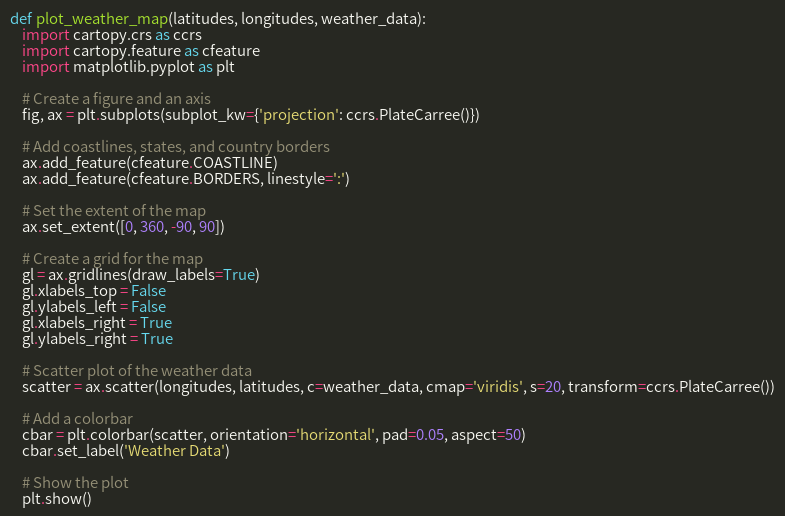 def plot_weather_map(latitudes, longitudes, weather_data):
import cartopy.crs as ccrs
import cartopy.feature as cfeature
import matplotlib.pyplot as plt
# Create a figure and an axis
fig, ax = plt.subplots(subplot_kw={'projection': ccrs.PlateCarree()})
# Add coastlines, states, and country borders
ax.add_feature(cfeature.COASTLINE)
ax.add_feature(cfeature.BORDERS, linestyle=':')
# Set the extent of the map
ax.set_extent([0, 360, -90, 90])
# Create a grid for the map
gl = ax.gridlines(draw_labels=True)
gl.xlabels_top = False
gl.ylabels_left = False
gl.xlabels_right = True
gl.ylabels_right = True
# Scatter plot of the weather data
scatter = ax.scatter(longitudes, latitudes, c=weather_data, cmap='viridis', s=20, transform=ccrs.PlateCarree())
# Add a colorbar
cbar = plt.colorbar(scatter, orientation='horizontal', pad=0.05, aspect=50)
cbar.set_label('Weather Data')
# Show the plot
plt.show()